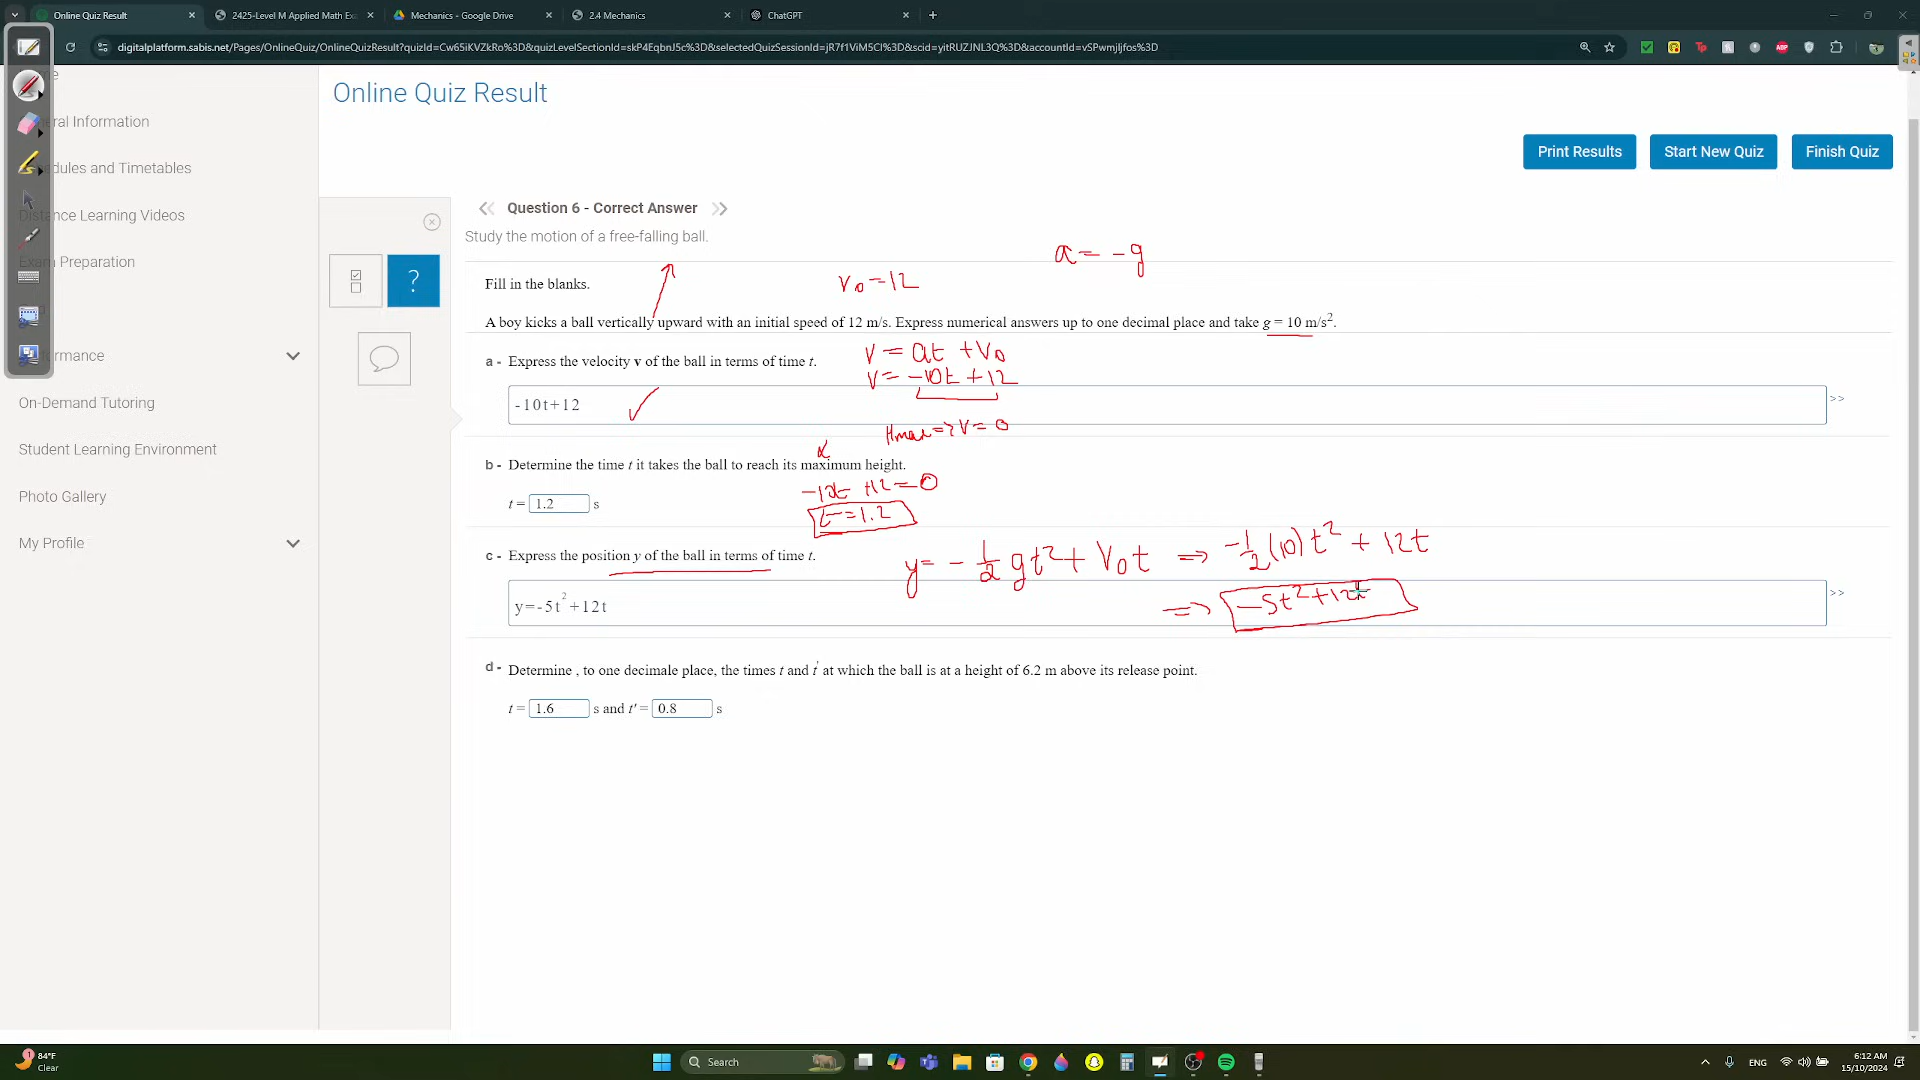 Online Quiz Result
2425-Level M Applied Math Ex
Mechanics - Google Drive
2.4 Mechanics
ChatGPT
digitalplatform.sabis.net/Pages/OnlineQuiz/OnlineQuizResult?quizId=Cw65iKVZkRo%3D&quizLevelSectionId=skP4EqbnJ5c%3D&selectedQuizSessionId=jR7f1ViM5CI%3D&scid=yitRUZJNL3Q%3D&accountId=vSPwmjljfos%3D
Online Quiz Result
eral Information
edules and Timetables
Distance Learning Videos
Exam Preparation
ormance
On-Demand Tutoring
Student Learning Environment
Photo Gallery
My Profile
Print Results
Start New Quiz
Finish Quiz
Question 6 - Correct Answer
Study the motion of a free-falling ball.
a = -g
Fill in the blanks.
v₀ = 12
A boy kicks a ball vertically upward with an initial speed of 12 m/s. Express numerical answers up to one decimal place and take g = 10 m/s².
v = at + v₀
a - Express the velocity v of the ball in terms of time t.
v = -10t + 12
-10t+12
Hmax => v = 0
b - Determine the time t it takes the ball to reach its maximum height.
-10t + 12 = 0
t = 1.2 s
t = 1.2
c - Express the position y of the ball in terms of time t.
y = - 1/2 gt² + V₀t => -1/2 (10)t² + 12t
y=-5t²+12t
=> -5t² + 12t
d - Determine , to one decimale place, the times t and t' at which the ball is at a height of 6.2 m above its release point.
t = 1.6 s and t' = 0.8 s
84°F
Clear
Search
ENG
6:12 AM
15/10/2024